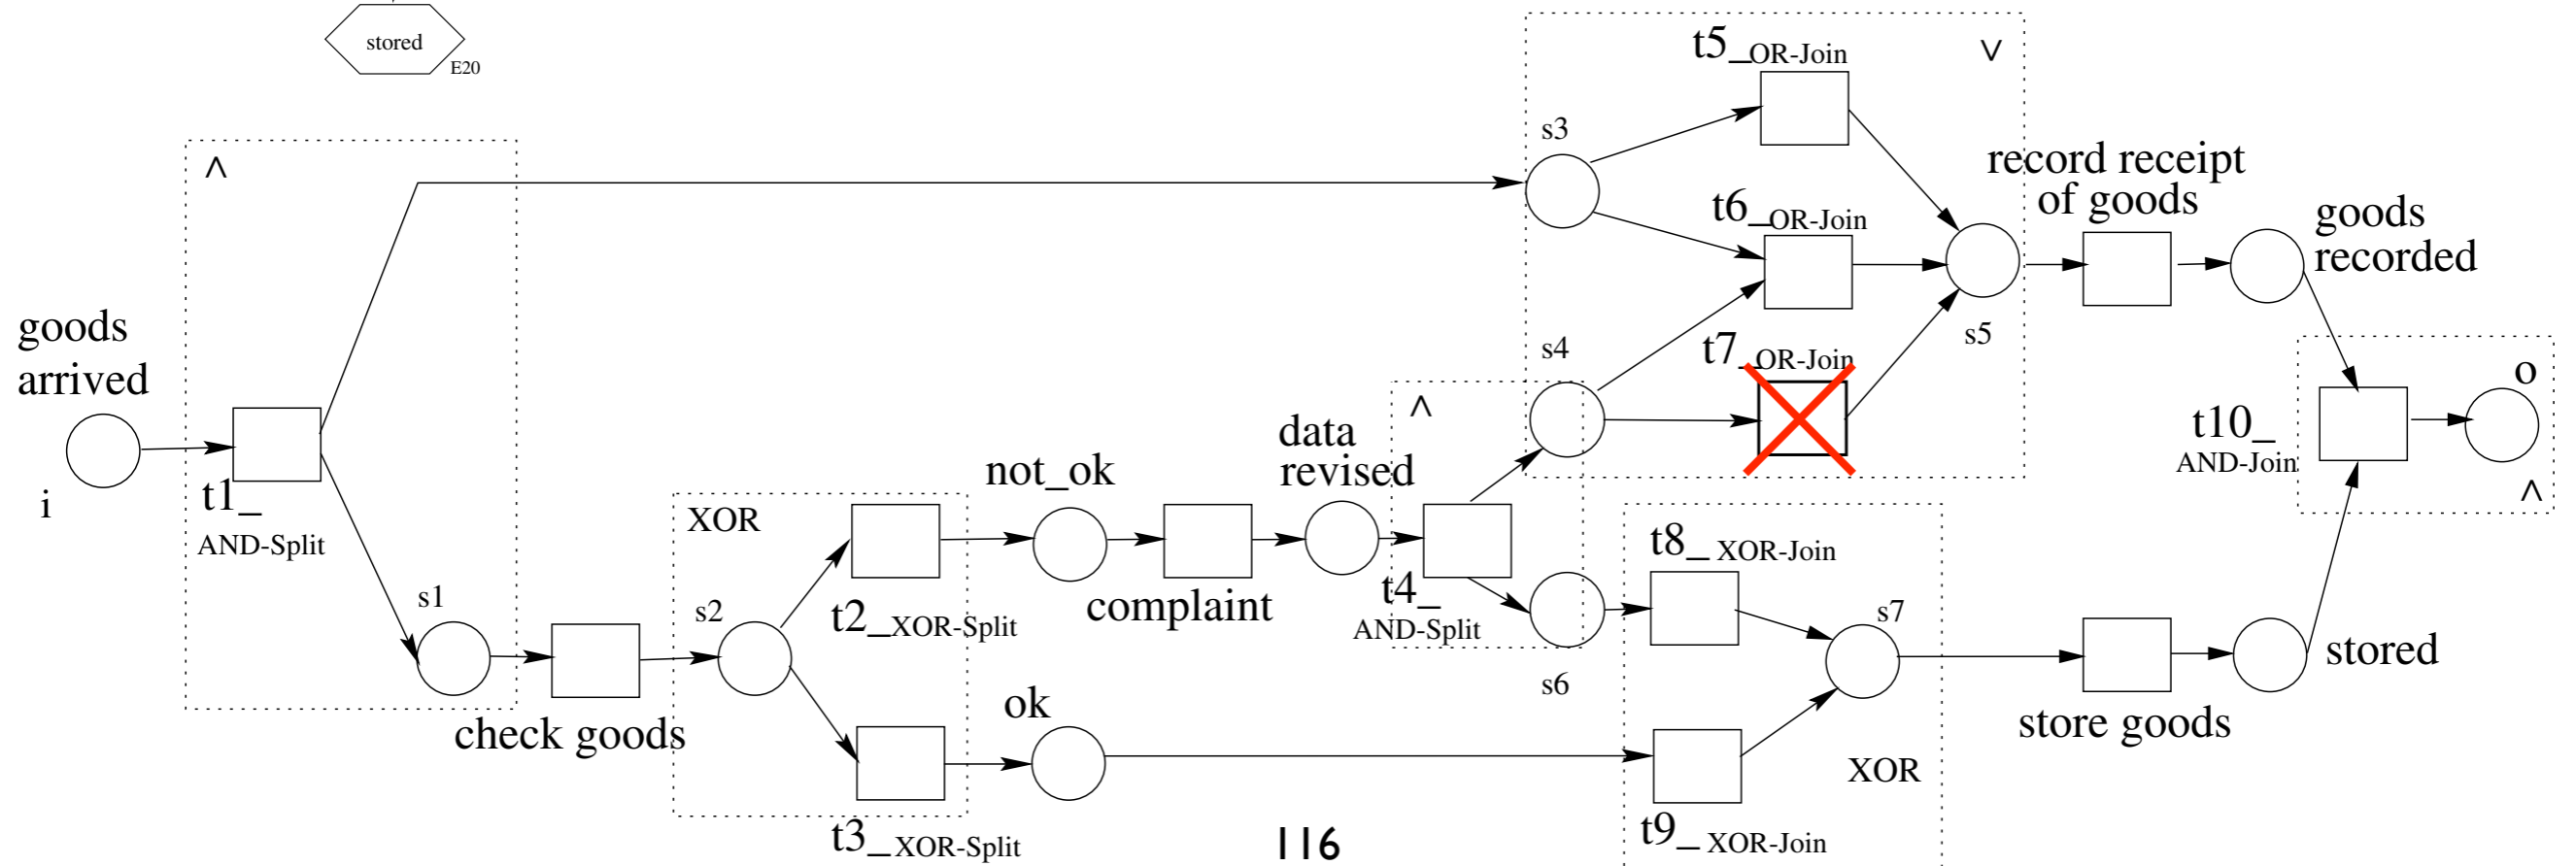 stored
E20
t5_OR-Join
V
s3
^
record receipt
of goods
t6_OR-Join
goods
recorded
goods
arrived
s4
t7_OR-Join
s5
^
o
data
revised
t10_
AND-Join
not_ok
^
i
t1_
AND-Split
XOR
t8_ XOR-Join
s1
s2
t2_XOR-Split
complaint
t4_
AND-Split
s7
stored
s6
ok
check goods
store goods
XOR
t3_XOR-Split
116
t9_ XOR-Join